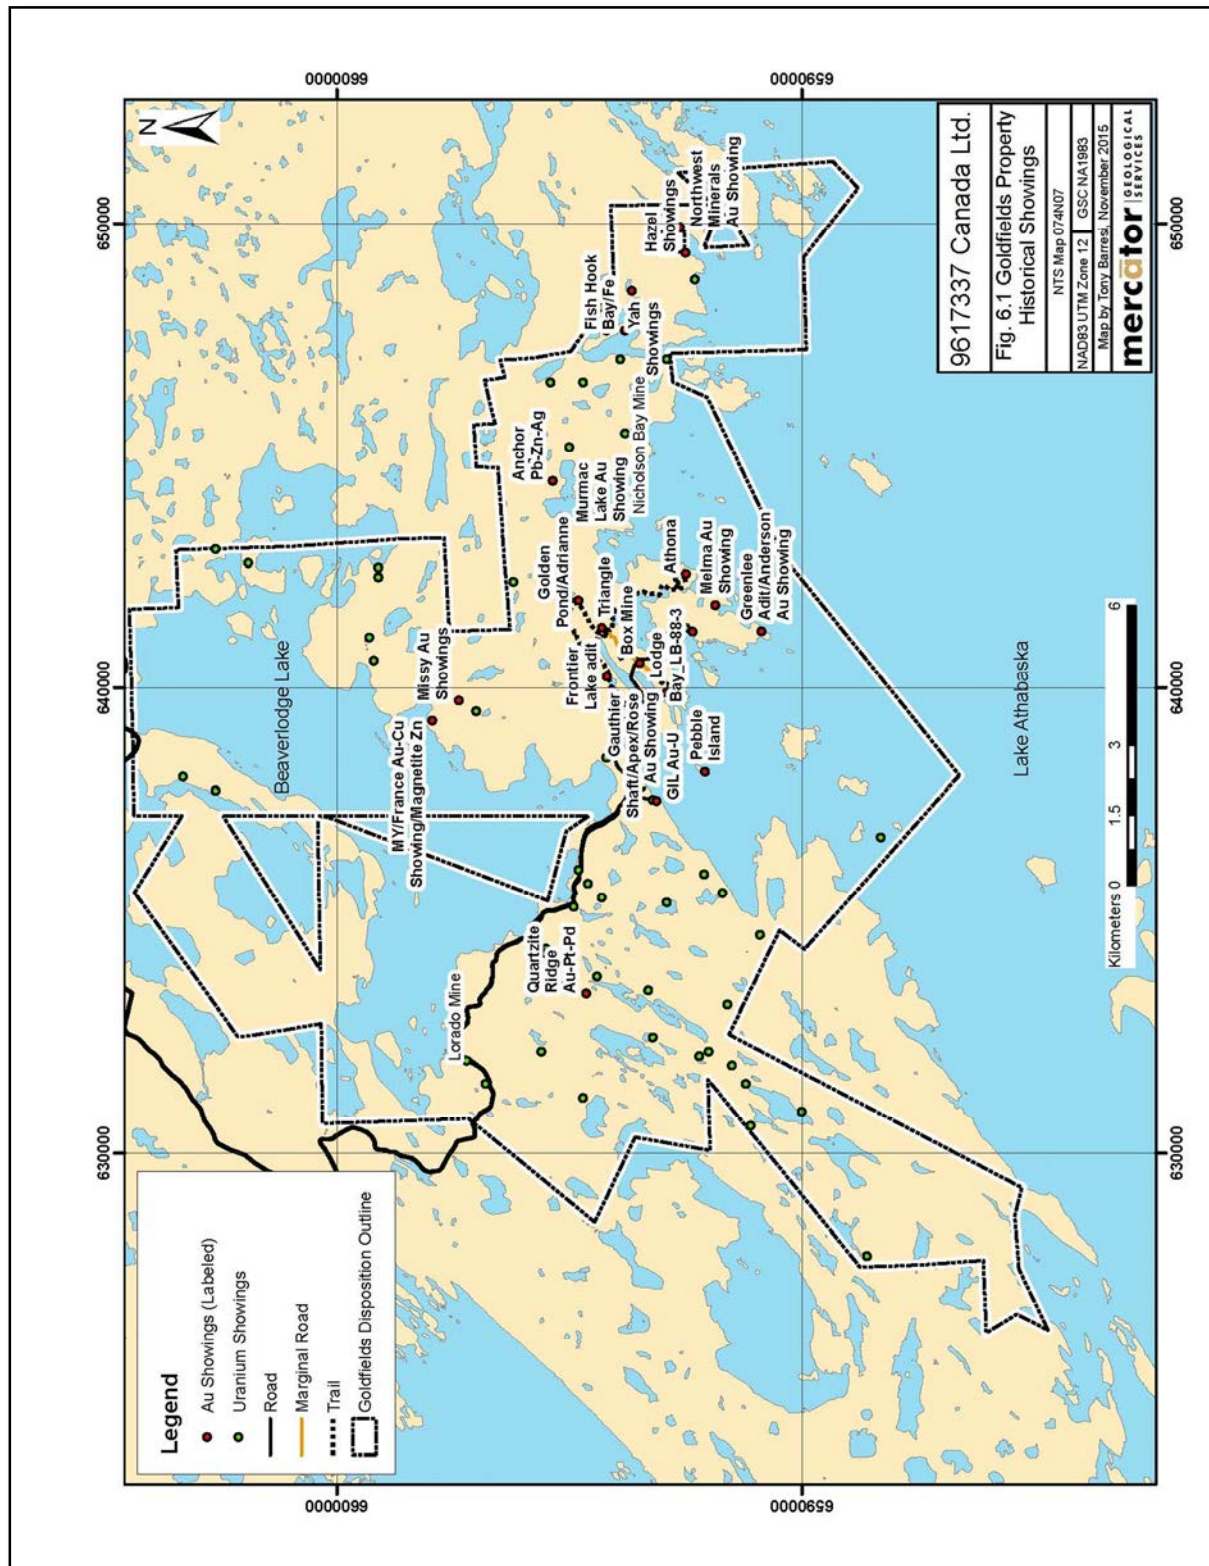 6600000
6590000
650000
640000
630000
N
Beaverlodge Lake
MY/France Au-Cu
Showing/Magnetite Zn
Missy Au
Showings
Lorado Mine
Quartzite
Ridge
Au-Pt-Pd
Anchor
Pb-Zn-Ag
Murmac
Lake Au
Showing
Nicholson Bay Mine
Fish Hook
Bay/Fe
Yah
Showings
Hazel
Showings
Northwest
Minerals
Au Showing
Golden
Pond/Adrianne
Triangle
Frontier
Lake adit
Box Mine
Athona
Melma Au
Showing
Greenlee
Adit/Anderson
Au Showing
Lodge
Bay_LB-88-3
Gauthier
Shaft/Apex/Rose
Au Showing
GIL Au-U
Pebble
Island
Lake Athabaska
Legend
Au Showings (Labeled)
Uranium Showings
Road
Marginal Road
Trail
Goldfields Disposition Outline
Kilometers 0 1.5 3 6
9617337 Canada Ltd.
Fig. 6.1 Goldfields Property
Historical Showings
NTS Map 074N07
NAD83 UTM Zone 12 GSC NA1983
Map by Tony Barresi, November 2015
mercator | GEOLOGICAL
SERVICES
630000
640000
650000
6600000
6590000